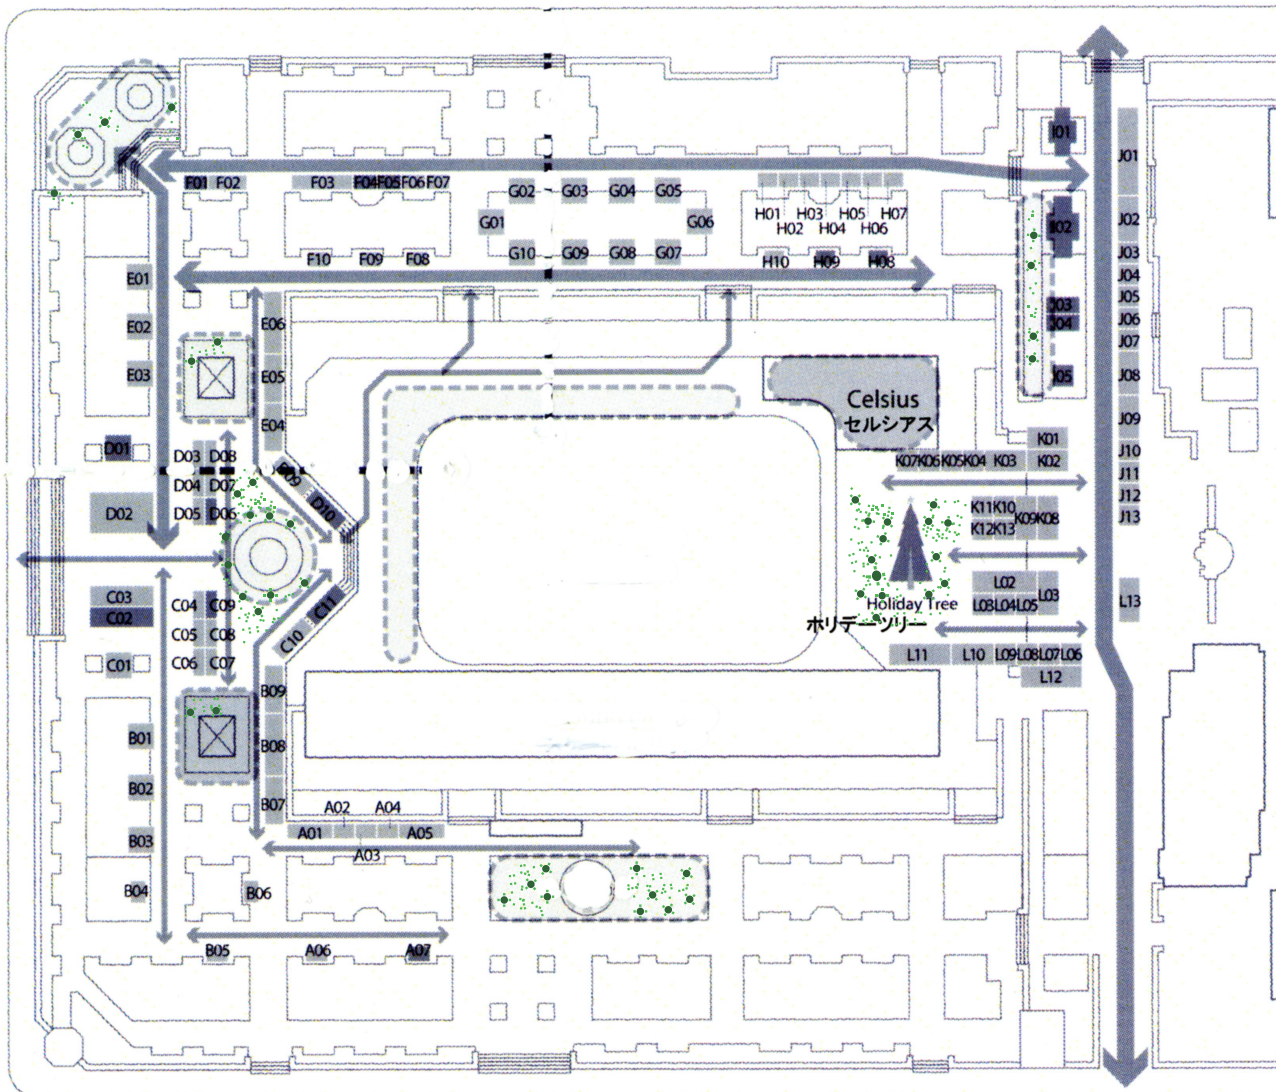 I01
J01
F01 F02
F03 F04 F05 F06 F07
G02 G03 G04 G05
G01
G06
H01 H03 H05 H07
H02 H04 H06
J02
I02
F10 F09 F08
G10 G09 G08 G07
H10 H09 H08
J03
J04
J05
J06
J07
J08
J09
J10
J11
J12
J13
E01
E02
E03
E06
E05
E04
J03
J04
J05
Celsius
セルシアス
D01
D02
D03 D08
D04 D07
D05 D06
D09
D10
K01
K07 K06 K05 K04 K03 K02
K11 K10
K12 K13
K09 K08
C03
C02
C01
C04 C09
C05 C08
C06 C07
C10
C11
L02
L03 L04 L05
L03
L13
Holiday Tree
ホリデーツリー
L11 L10 L09 L08 L07 L06
L12
B09
B08
B07
B01
B02
B03
B04
B06
B05
A02 A04
A01 A05
A03
A06 A07